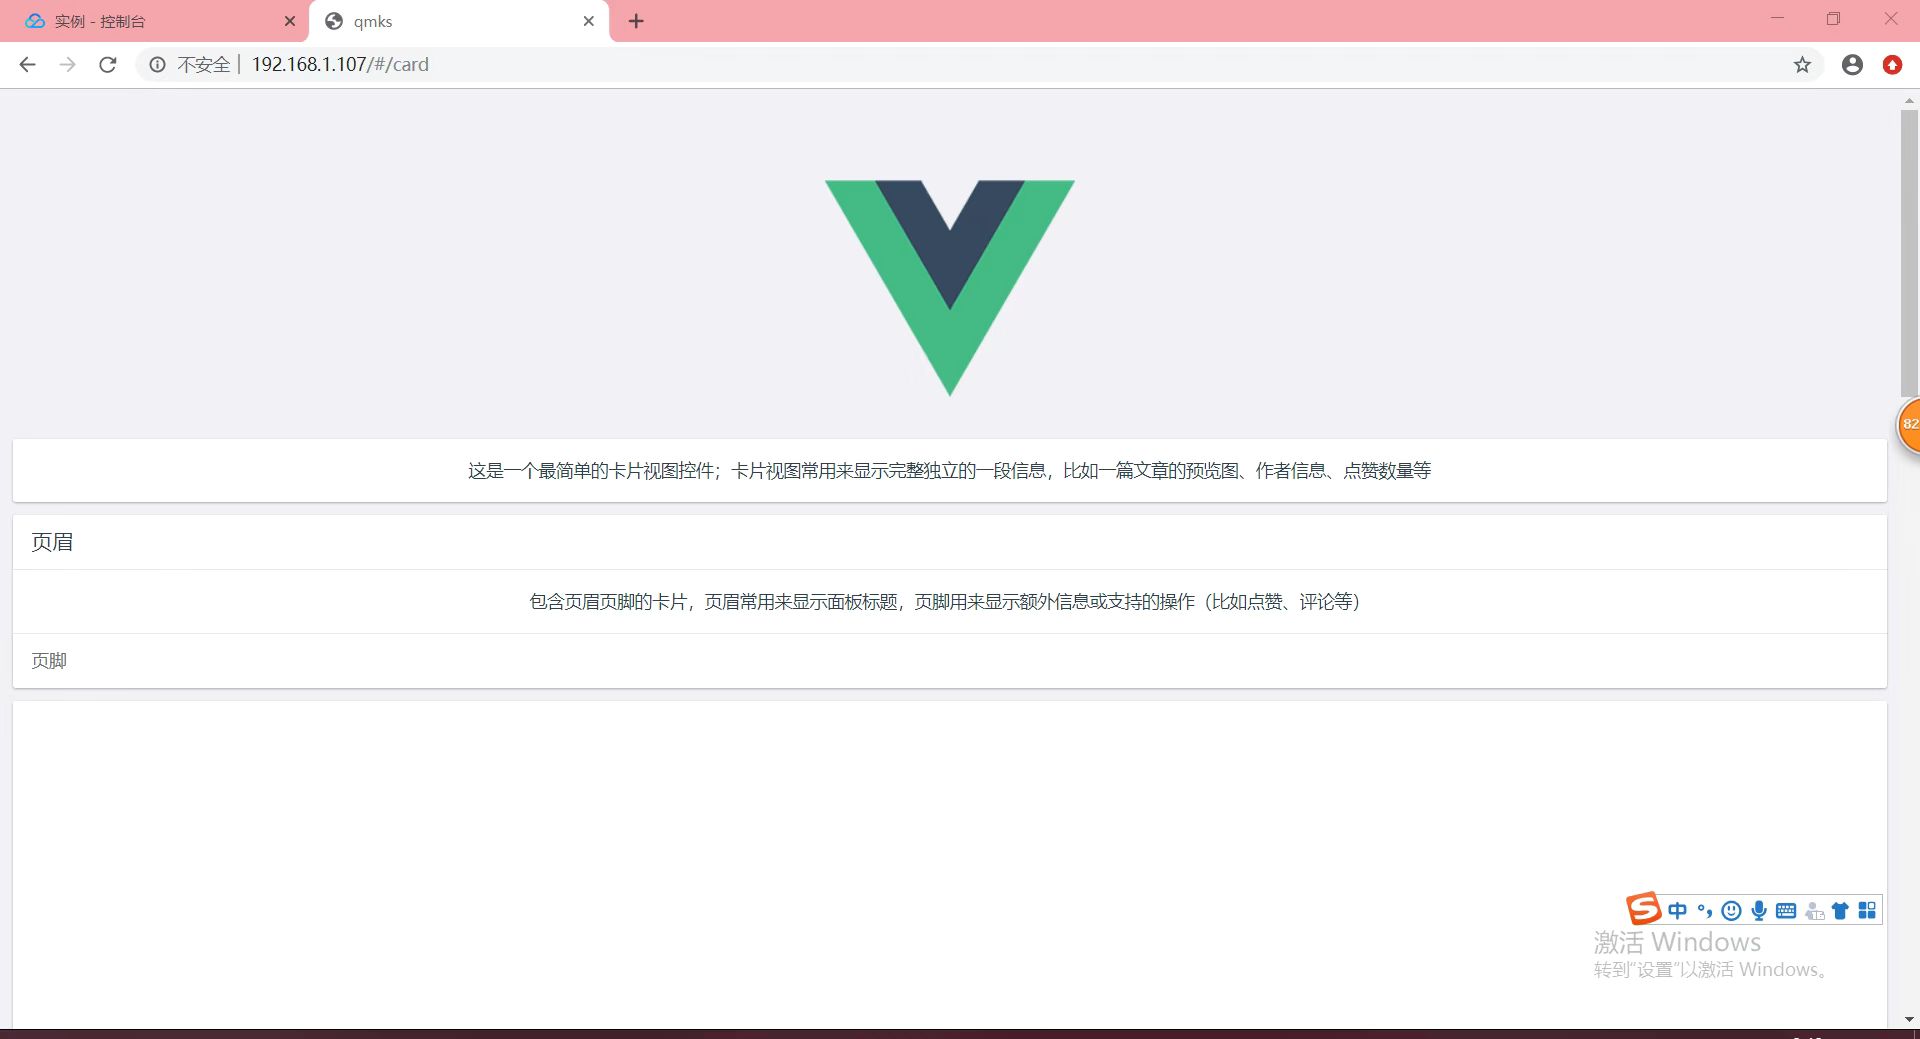 实例 - 控制台
qmks
不安全 | 192.168.1.107/#/card
这是一个最简单的卡片视图控件；卡片视图常用来显示完整独立的一段信息，比如一篇文章的预览图、作者信息、点赞数量等
页眉
包含页眉页脚的卡片，页眉常用来显示面板标题，页脚用来显示额外信息或支持的操作（比如点赞、评论等）
页脚
82
中
激活 Windows
转到“设置”以激活 Windows。